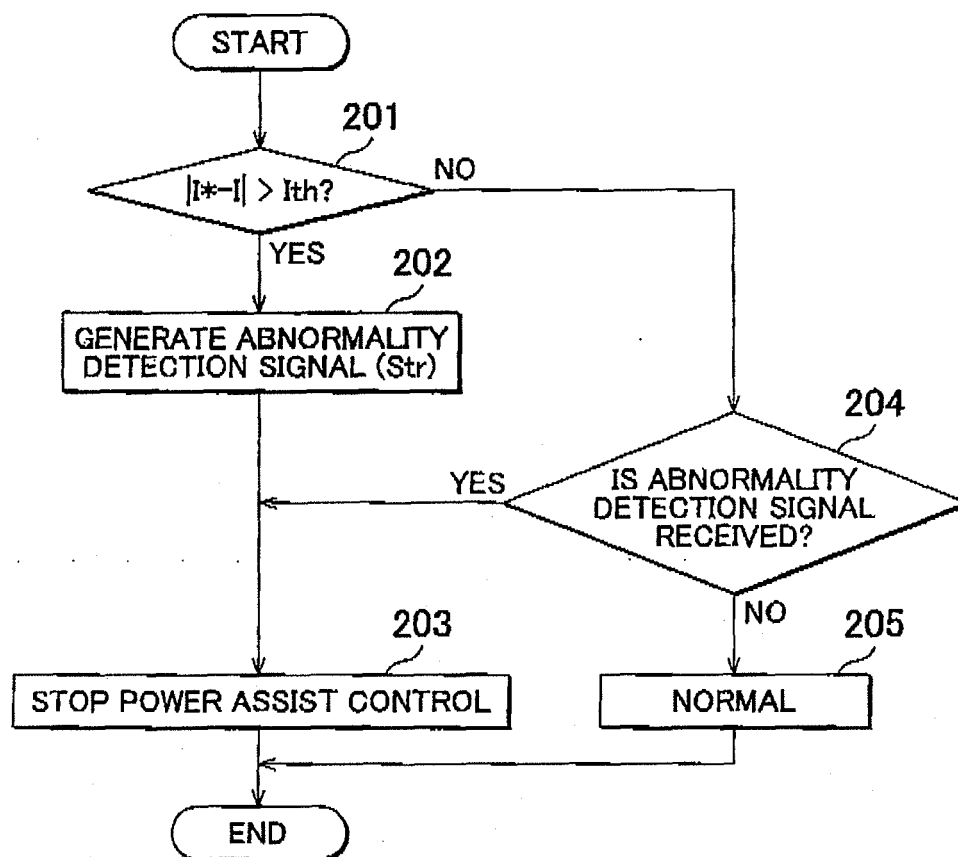 START
201
|I*-I| > Ith?
NO
YES
202
GENERATE ABNORMALITY
DETECTION SIGNAL (Str)
204
YES
IS ABNORMALITY
DETECTION SIGNAL
RECEIVED?
NO
203
205
STOP POWER ASSIST CONTROL
NORMAL
END